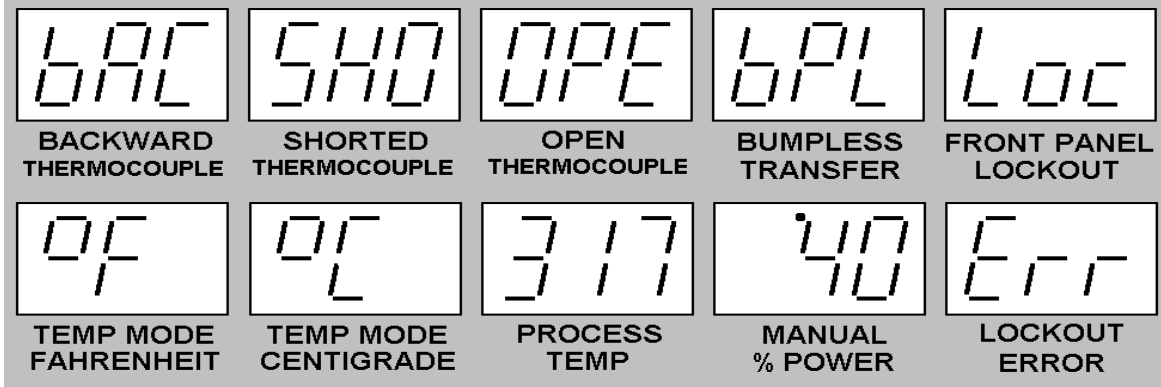 bAC SHO OPE bPL Loc
BACKWARD THERMOCOUPLE
SHORTED THERMOCOUPLE
OPEN THERMOCOUPLE
BUMPLESS TRANSFER
FRONT PANEL LOCKOUT
°F °C 317 '40 Err
TEMP MODE FAHRENHEIT
TEMP MODE CENTIGRADE
PROCESS TEMP
MANUAL % POWER
LOCKOUT ERROR